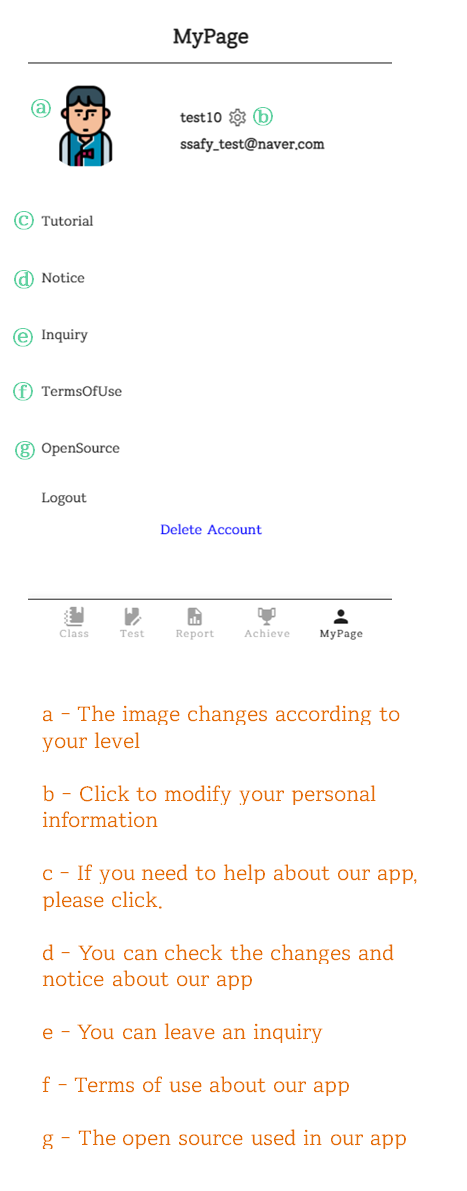 MyPage
ⓐ
test10 ⓑ
ssafy_test@naver.com
ⓒ Tutorial
ⓓ Notice
ⓔ Inquiry
ⓕ TermsOfUse
ⓖ OpenSource
Logout
Delete Account
Class Test Report Achieve MyPage
a - The image changes according to
your level
b - Click to modify your personal
information
c - If you need to help about our app,
please click.
d - You can check the changes and
notice about our app
e - You can leave an inquiry
f - Terms of use about our app
g - The open source used in our app